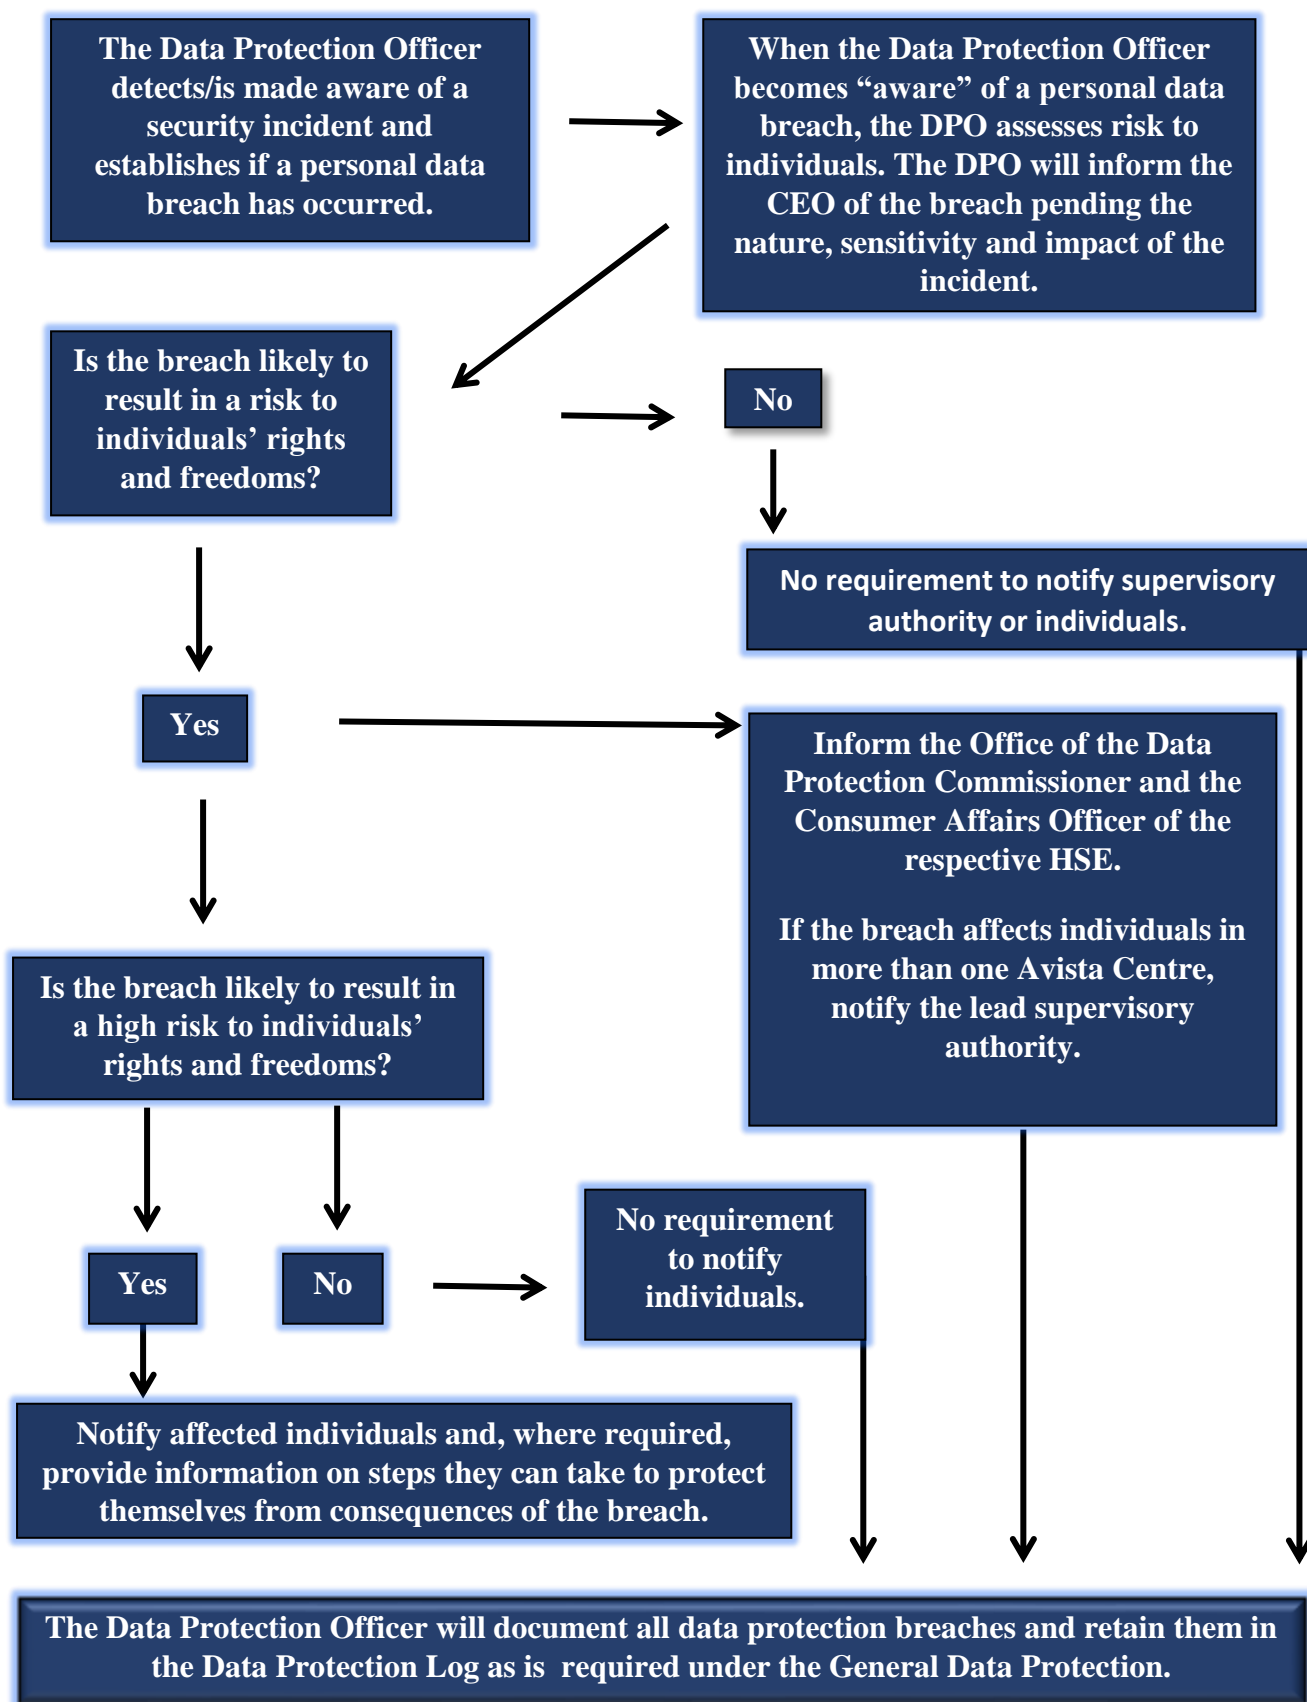 The Data Protection Officer
detects/is made aware of a
security incident and
establishes if a personal data
breach has occurred.
When the Data Protection Officer
becomes “aware” of a personal data
breach, the DPO assesses risk to
individuals. The DPO will inform the
CEO of the breach pending the
nature, sensitivity and impact of the
incident.
Is the breach likely to
result in a risk to
individuals’ rights
and freedoms?
No
No requirement to notify supervisory
authority or individuals.
Yes
Inform the Office of the Data
Protection Commissioner and the
Consumer Affairs Officer of the
respective HSE.
If the breach affects individuals in
more than one Avista Centre,
notify the lead supervisory
authority.
Is the breach likely to result in
a high risk to individuals’
rights and freedoms?
Yes
No
No requirement
to notify
individuals.
Notify affected individuals and, where required,
provide information on steps they can take to protect
themselves from consequences of the breach.
The Data Protection Officer will document all data protection breaches and retain them in
the Data Protection Log as is  required under the General Data Protection.